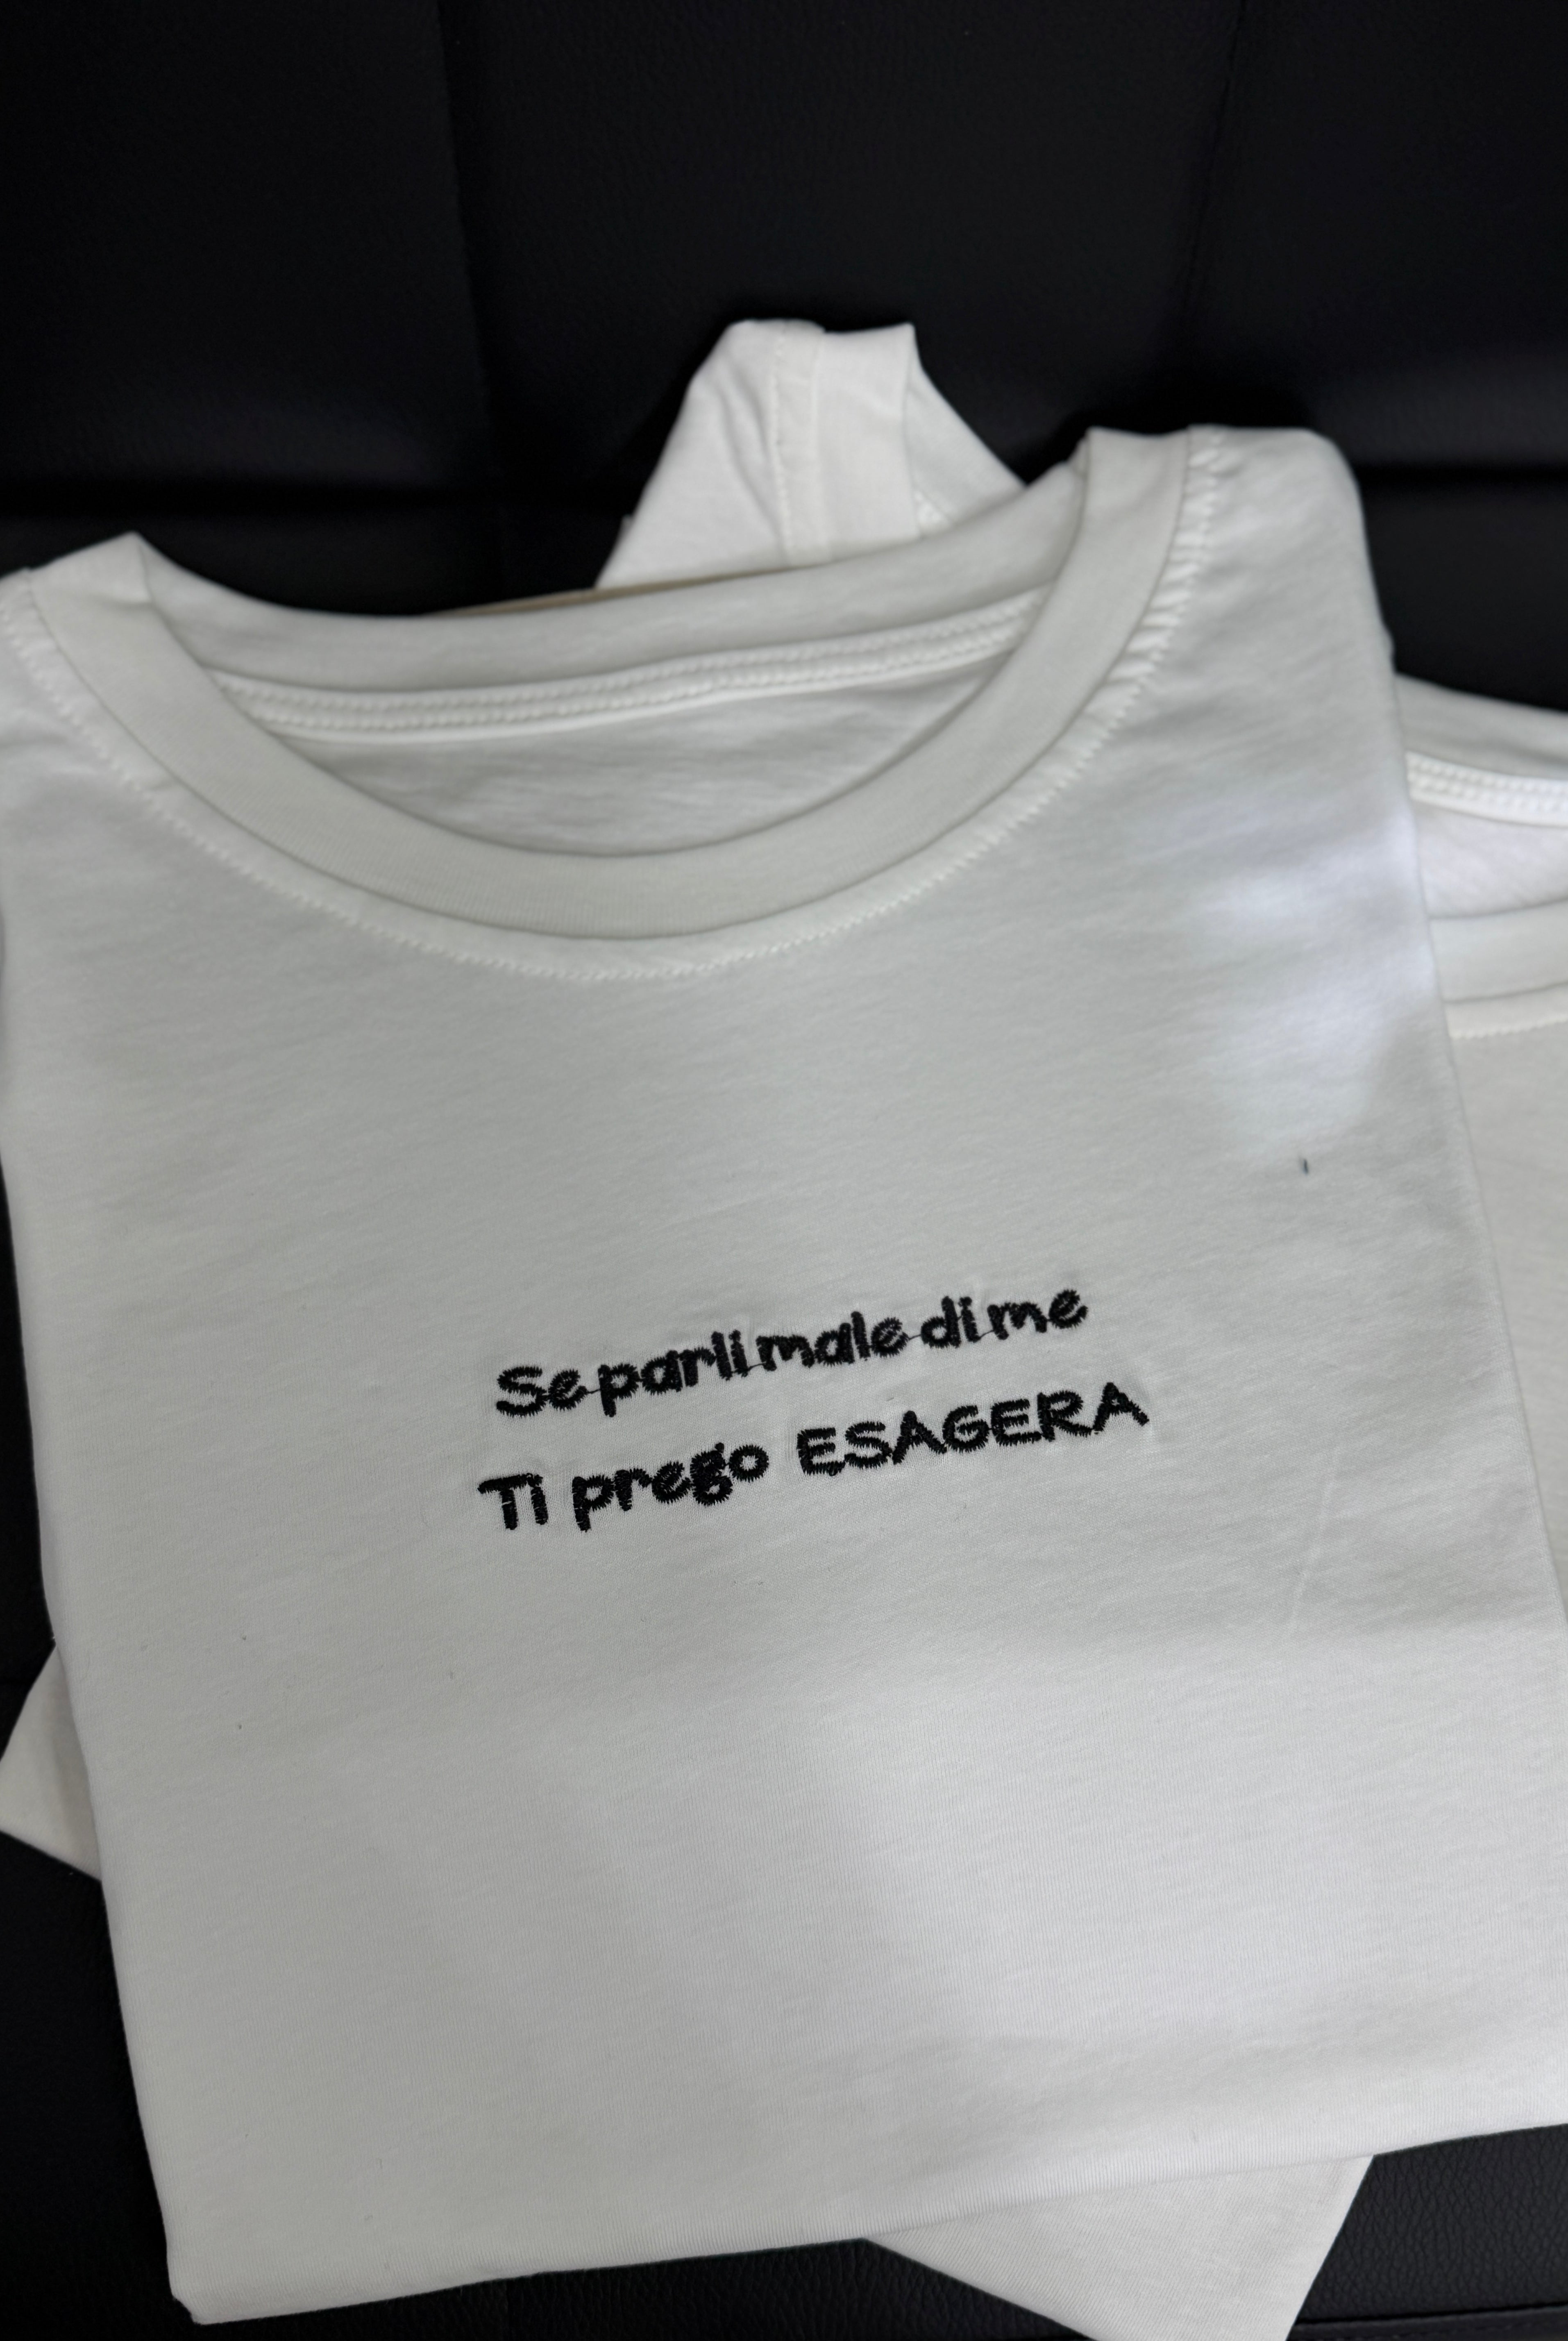 Se parli male di me
Ti prego ESAGERA